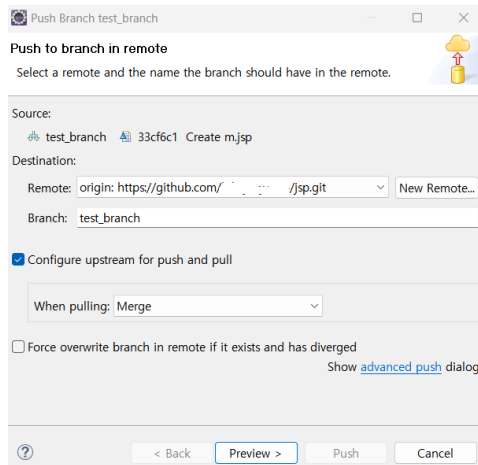 Push Branch test_branch
Push to branch in remote
Select a remote and the name the branch should have in the remote.
Source:
test_branch 33cf6c1 Create m.jsp
Destination:
Remote: origin: https://github.com/ /jsp.git New Remote...
Branch: test_branch
Configure upstream for push and pull
When pulling: Merge
Force overwrite branch in remote if it exists and has diverged
Show advanced push dialog
? < Back Preview > Push Cancel